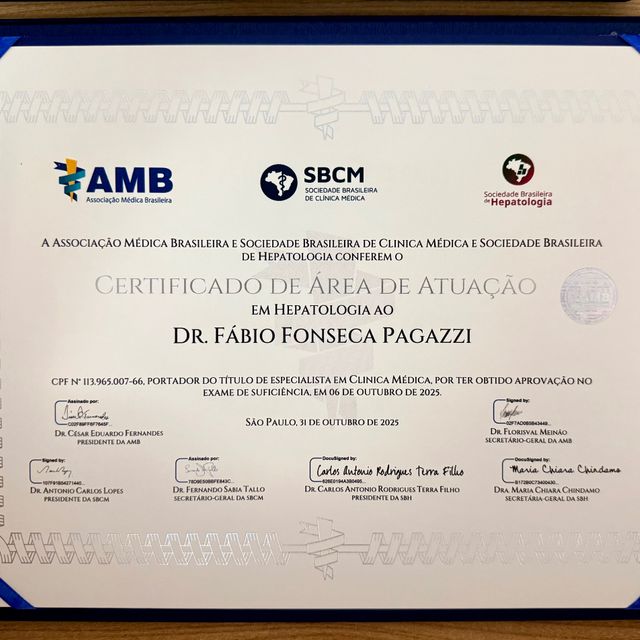 AMB
Associação Médica Brasileira
SBCM
SOCIEDADE BRASILEIRA
DE CLÍNICA MÉDICA
Sociedade Brasileira
de Hepatologia
A Associação Médica Brasileira e Sociedade Brasileira de Clinica Médica e Sociedade Brasileira
de Hepatologia conferem o
Certificado de Área de Atuação
em Hepatologia ao
Dr. Fábio Fonseca Pagazzi
AMB
CPF Nº 113.965.007-66, portador do título de especialista em Clinica Médica, por ter obtido aprovação no
exame de suficiência, em 06 de outubro de 2025.
São Paulo, 31 de outubro de 2025
Assinado por:
Dr. César Eduardo Fernandes
presidente da AMB
Signed by:
02F7AD0B5B43449...
Dr. Florisval Meinão
secretário-geral da AMB
Signed by:
107F91B54271440...
Dr. Antonio Carlos Lopes
presidente da SBCM
Assinado por:
Dr. Fernando Sabia Tallo
secretário-geral da SBCM
DocuSigned by:
Carlos Antonio Rodrigues Terra Filho
Dr. Carlos Antonio Rodrigues Terra Filho
presidente da SBH
DocuSigned by:
Maria Chiara Chindamo
B172B0C73400430...
Dra. Maria Chiara Chindamo
secretária-geral da SBH